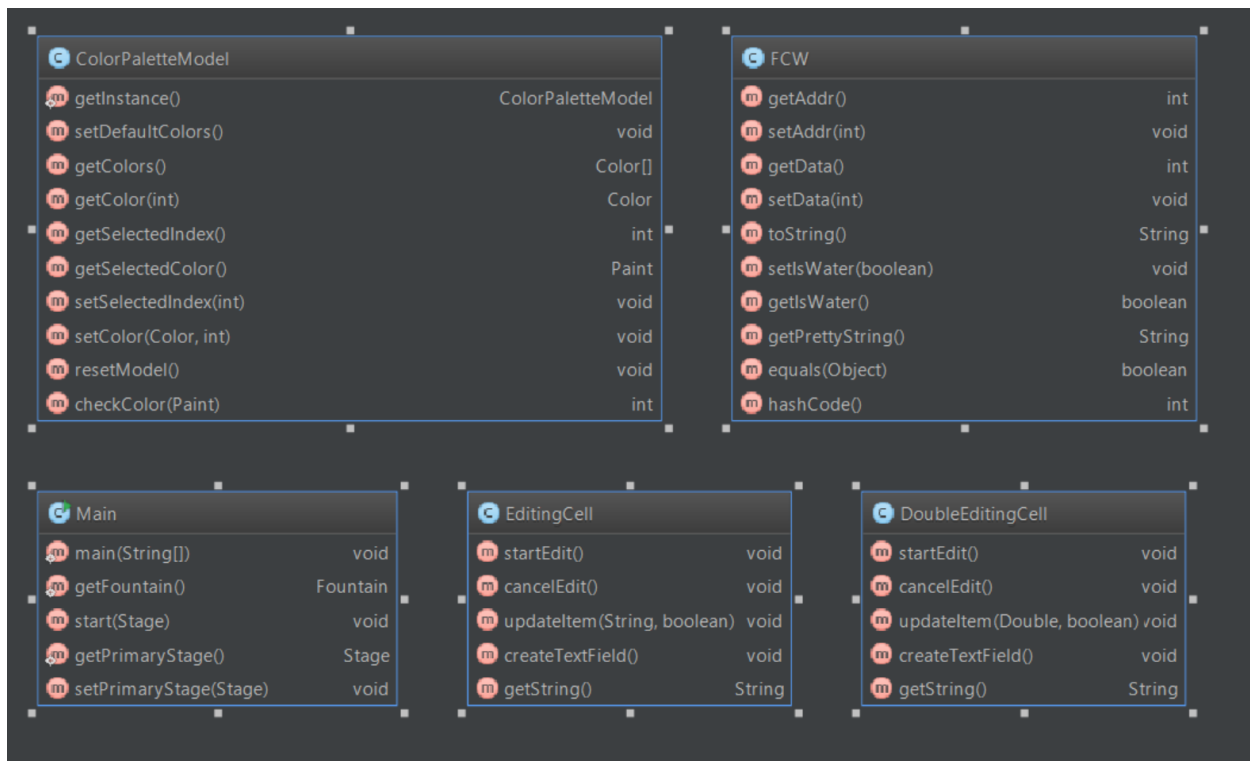 ColorPaletteModel
getInstance() ColorPaletteModel
setDefaultColors() void
getColors() Color[]
getColor(int) Color
getSelectedIndex() int
getSelectedColor() Paint
setSelectedIndex(int) void
setColor(Color, int) void
resetModel() void
checkColor(Paint) int
FCW
getAddr() int
setAddr(int) void
getData() int
setData(int) void
toString() String
setIsWater(boolean) void
getIsWater() boolean
getPrettyString() String
equals(Object) boolean
hashCode() int
Main
main(String[]) void
getFountain() Fountain
start(Stage) void
getPrimaryStage() Stage
setPrimaryStage(Stage) void
EditingCell
startEdit() void
cancelEdit() void
updateItem(String, boolean) void
createTextField() void
getString() String
DoubleEditingCell
startEdit() void
cancelEdit() void
updateItem(Double, boolean) void
createTextField() void
getString() String